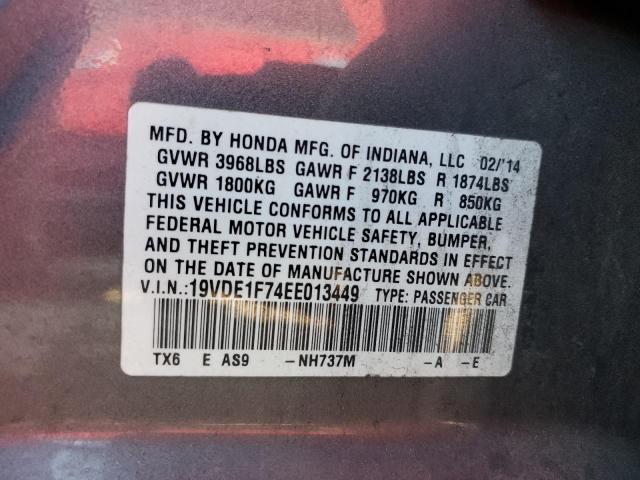 MFD. BY HONDA MFG. OF INDIANA, LLC 02/'14
GVWR 3968LBS GAWR F 2138LBS R 1874LBS
GVWR 1800KG GAWR F 970KG R 850KG
THIS VEHICLE CONFORMS TO ALL APPLICABLE
FEDERAL MOTOR VEHICLE SAFETY, BUMPER,
AND THEFT PREVENTION STANDARDS IN EFFECT
ON THE DATE OF MANUFACTURE SHOWN ABOVE.
V.I.N.:19VDE1F74EE013449 TYPE: PASSENGER CAR
TX6 E AS9 -NH737M -A -E